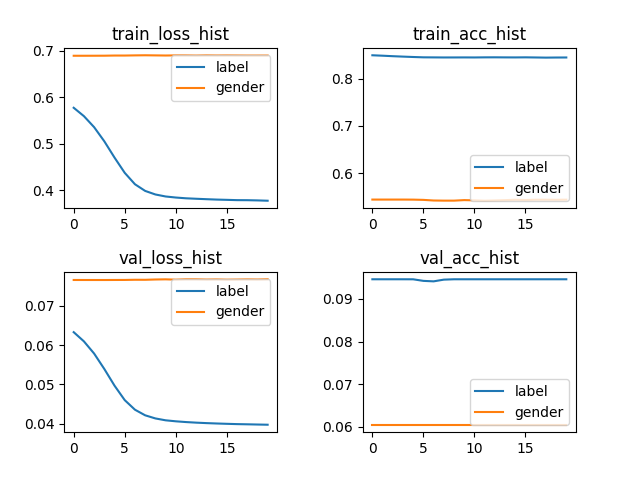 train_loss_hist
0.7
0.6
0.5
0.4
0 5 10 15
label
gender
train_acc_hist
0.8
0.7
0.6
0 5 10 15
label
gender
val_loss_hist
0.07
0.06
0.05
0.04
0 5 10 15
label
gender
val_acc_hist
0.09
0.08
0.07
0.06
0 5 10 15
label
gender